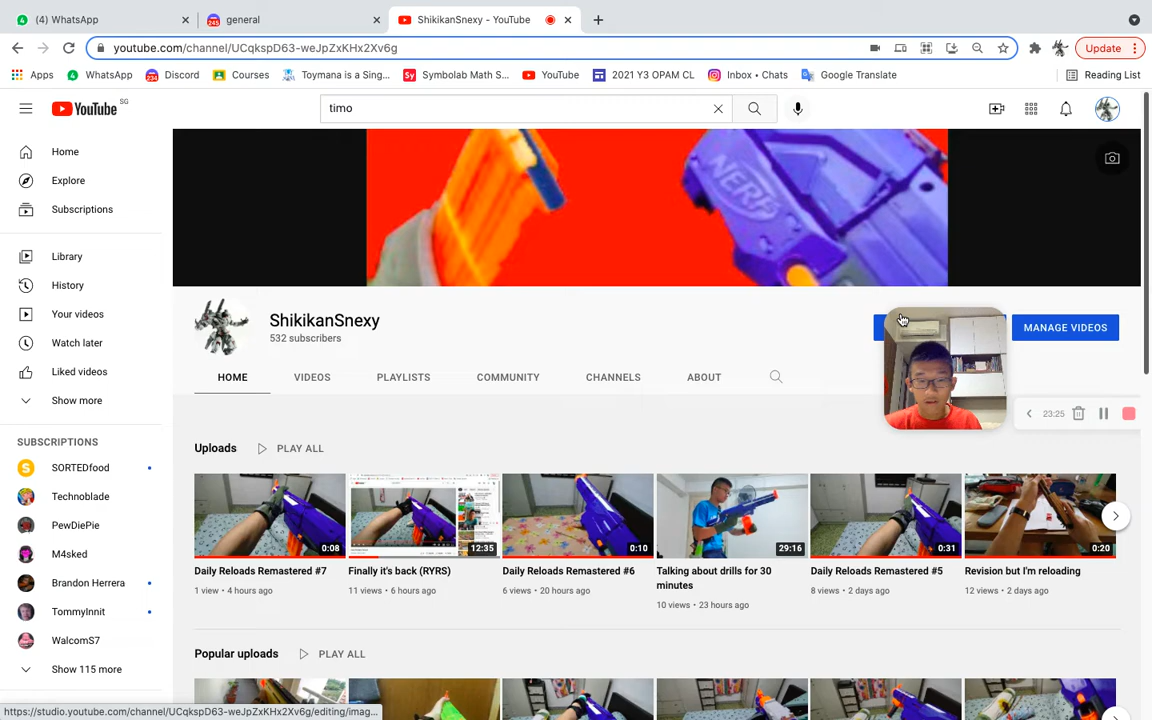 (4) WhatsApp
general
ShikikanSnexy - YouTube
youtube.com/channel/UCqkspD63-weJpZxKHx2Xv6g
Update
Apps
WhatsApp
Discord
Courses
Toymana is a Sing...
Symbolab Math S...
YouTube
2021 Y3 OPAM CL
Inbox • Chats
Google Translate
Reading List
YouTube SG
timo
Home
Explore
Subscriptions
Library
History
Your videos
Watch later
Liked videos
Show more
SUBSCRIPTIONS
SORTEDfood
Technoblade
PewDiePie
M4sked
Brandon Herrera
TommyInnit
WalcomS7
Show 115 more
NERF
ShikikanSnexy
532 subscribers
MANAGE VIDEOS
HOME
VIDEOS
PLAYLISTS
COMMUNITY
CHANNELS
ABOUT
23:25
Uploads
PLAY ALL
0:08
12:35
0:10
29:16
0:31
0:20
Daily Reloads Remastered #7
1 view • 4 hours ago
Finally it's back (RYRS)
11 views • 6 hours ago
Daily Reloads Remastered #6
6 views • 20 hours ago
Talking about drills for 30
minutes
10 views • 23 hours ago
Daily Reloads Remastered #5
8 views • 2 days ago
Revision but I'm reloading
12 views • 2 days ago
Popular uploads
PLAY ALL
https://studio.youtube.com/channel/UCqkspD63-weJpZxKHx2Xv6g/editing/imag...